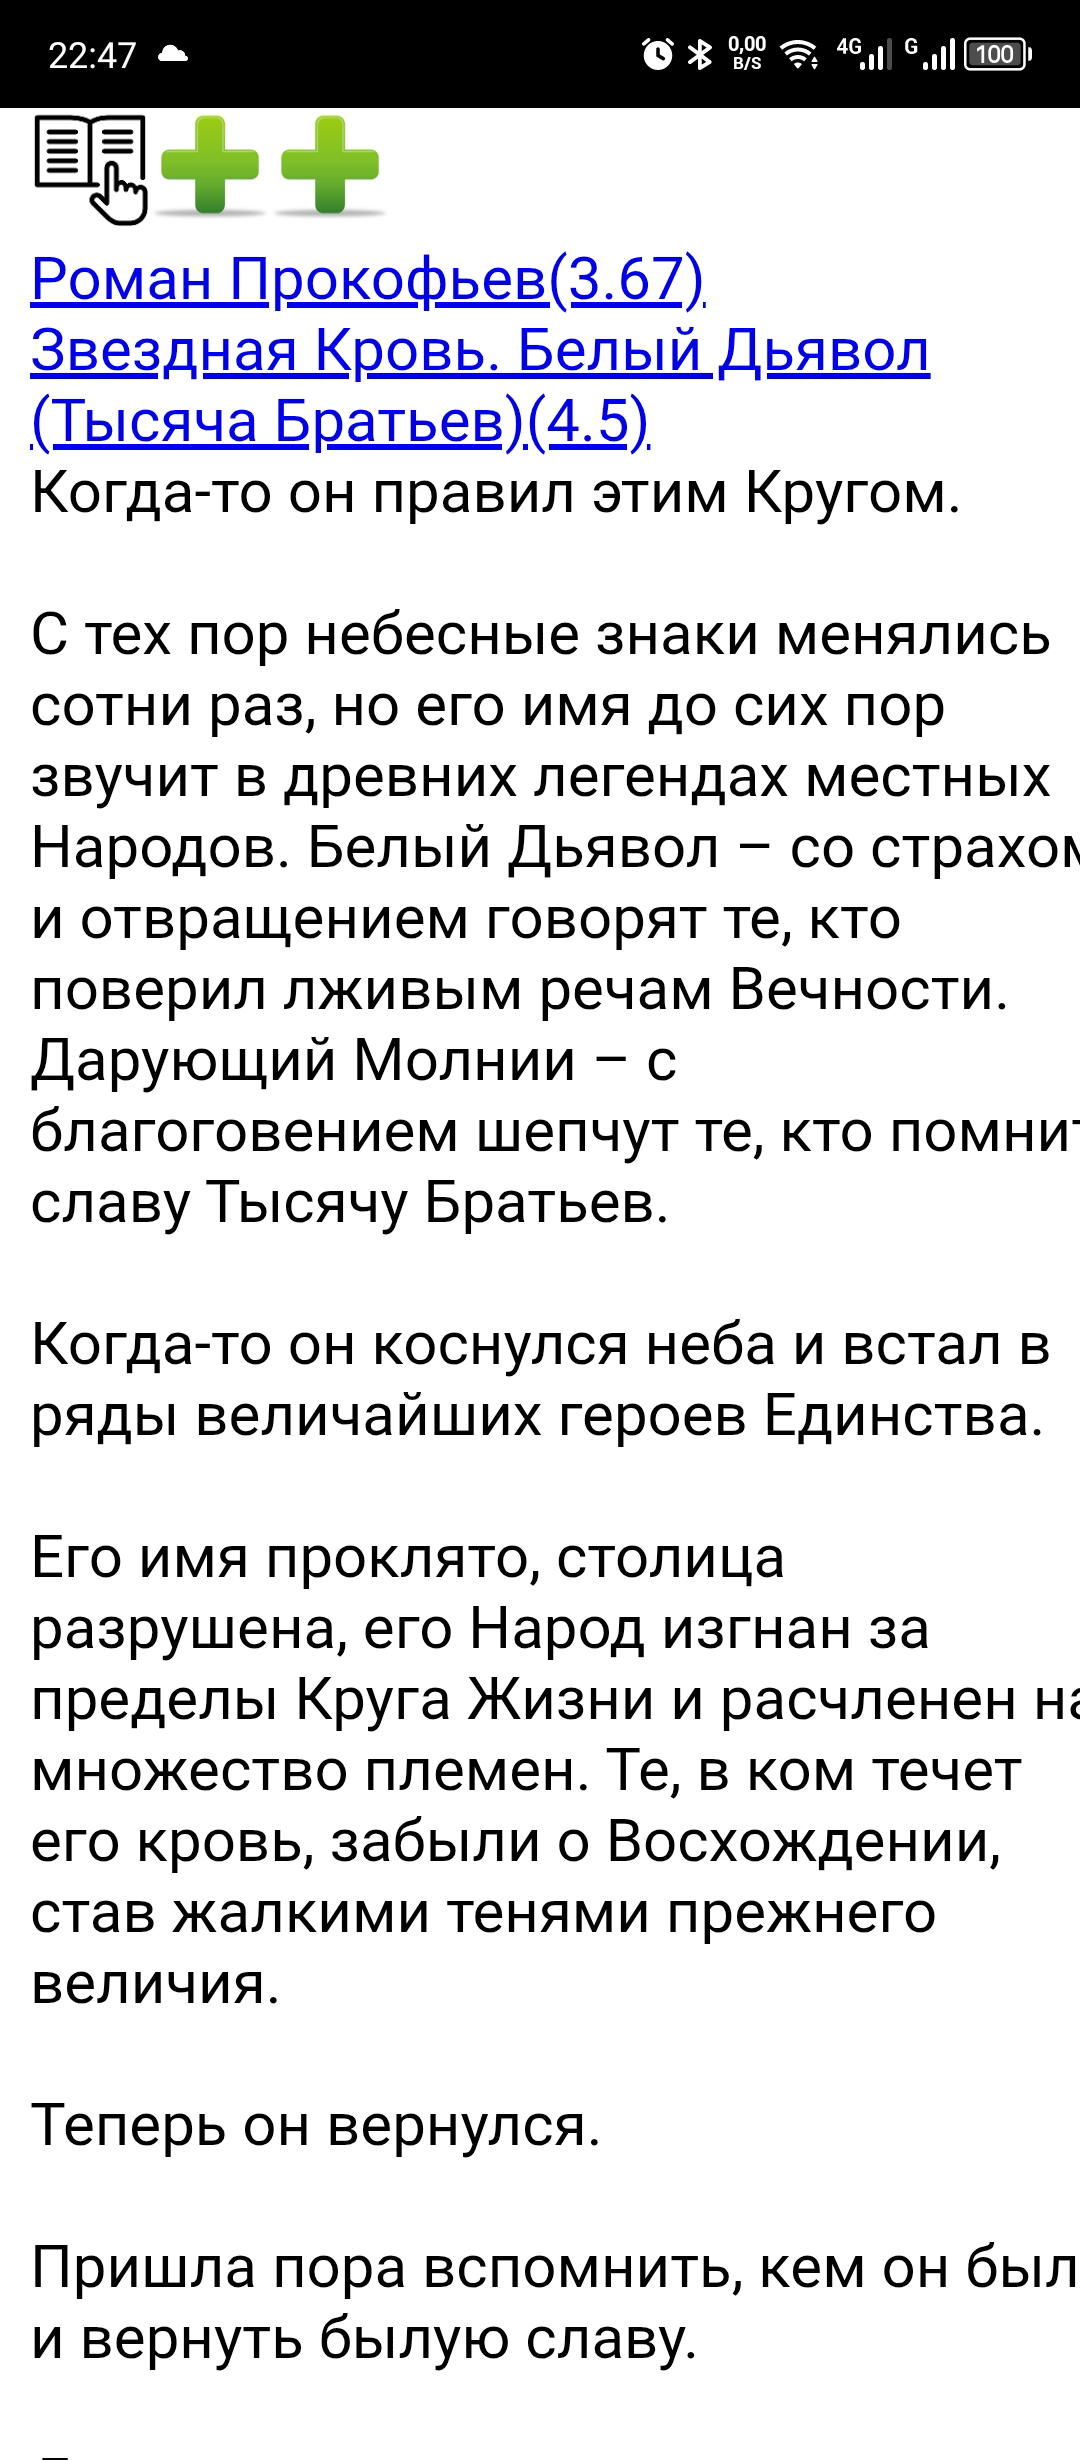 22:47
0,00
B/S
4G
G
100
Роман Прокофьев(3.67)
Звездная Кровь. Белый Дьявол
(Тысяча Братьев)(4.5)
Когда-то он правил этим Кругом.
С тех пор небесные знаки менялись
сотни раз, но его имя до сих пор
звучит в древних легендах местных
Народов. Белый Дьявол – со страхом
и отвращением говорят те, кто
поверил лживым речам Вечности.
Дарующий Молнии – с
благоговением шепчут те, кто помнит
славу Тысячу Братьев.
Когда-то он коснулся неба и встал в
ряды величайших героев Единства.
Его имя проклято, столица
разрушена, его Народ изгнан за
пределы Круга Жизни и расчленен на
множество племен. Те, в ком течет
его кровь, забыли о Восхождении,
став жалкими тенями прежнего
величия.
Теперь он вернулся.
Пришла пора вспомнить, кем он был
и вернуть былую славу.